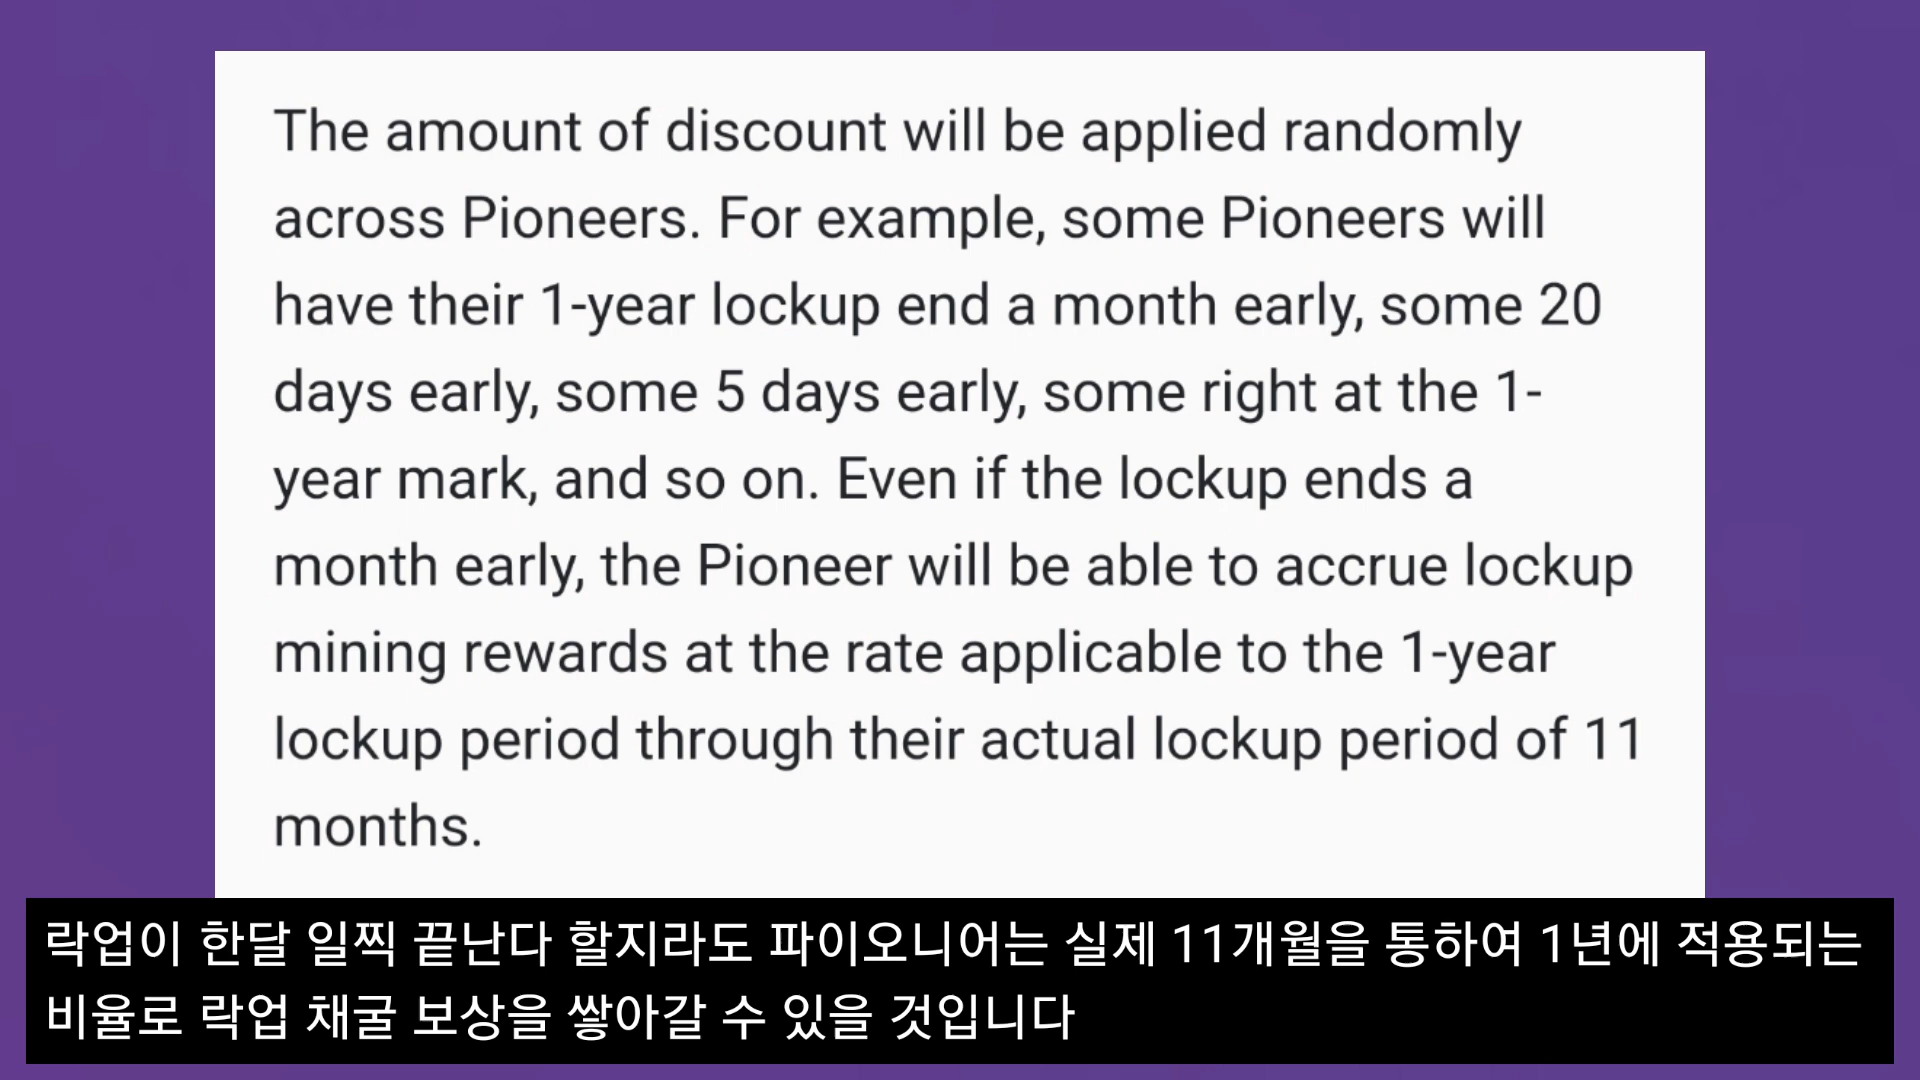 The amount of discount will be applied randomly
across Pioneers. For example, some Pioneers will
have their 1-year lockup end a month early, some 20
days early, some 5 days early, some right at the 1-
year mark, and so on. Even if the lockup ends a
month early, the Pioneer will be able to accrue lockup
mining rewards at the rate applicable to the 1-year
lockup period through their actual lockup period of 11
months.
락업이 한달 일찍 끝난다 할지라도 파이오니어는 실제 11개월을 통하여 1년에 적용되는
비율로 락업 채굴 보상을 쌓아갈 수 있을 것입니다